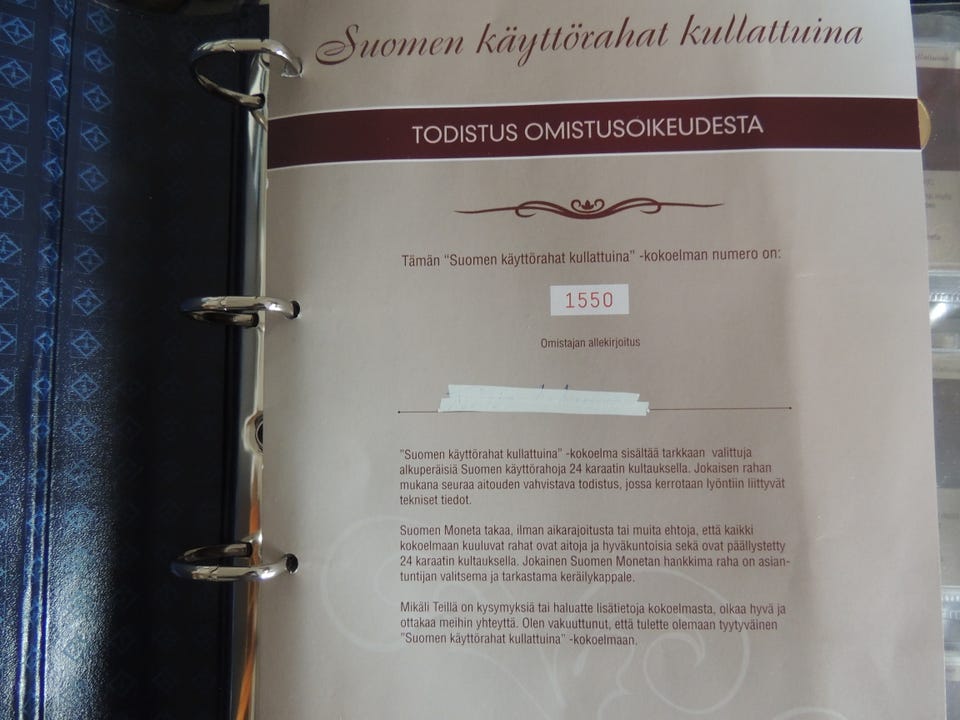 Suomen käyttörahat kullattuina
TODISTUS OMISTUSOIKEUDESTA
Tämän "Suomen käyttörahat kullattuina" -kokoelman numero on:
1550
Omistajan allekirjoitus
"Suomen käyttörahat kullattuina" -kokoelma sisältää tarkkaan valittuja
alkuperäisiä Suomen käyttörahoja 24 karaatin kultauksella. Jokaisen rahan
mukana seuraa aitouden vahvistava todistus, jossa kerrotaan lyöntiin liittyvät
tekniset tiedot.
Suomen Moneta takaa, ilman aikarajoitusta tai muita ehtoja, että kaikki
kokoelmaan kuuluvat rahat ovat aitoja ja hyväkuntoisia sekä ovat päällystetty
24 karaatin kultauksella. Jokainen Suomen Monetan hankkima raha on asian-
tuntijan valitsema ja tarkastama keräilykappale.
Mikäli Teillä on kysymyksiä tai haluatte lisätietoja kokoelmasta, olkaa hyvä ja
ottakaa meihin yhteyttä. Olen vakuuttunut, että tulette olemaan tyytyväinen
"Suomen käyttörahat kullattuina" -kokoelmaan.